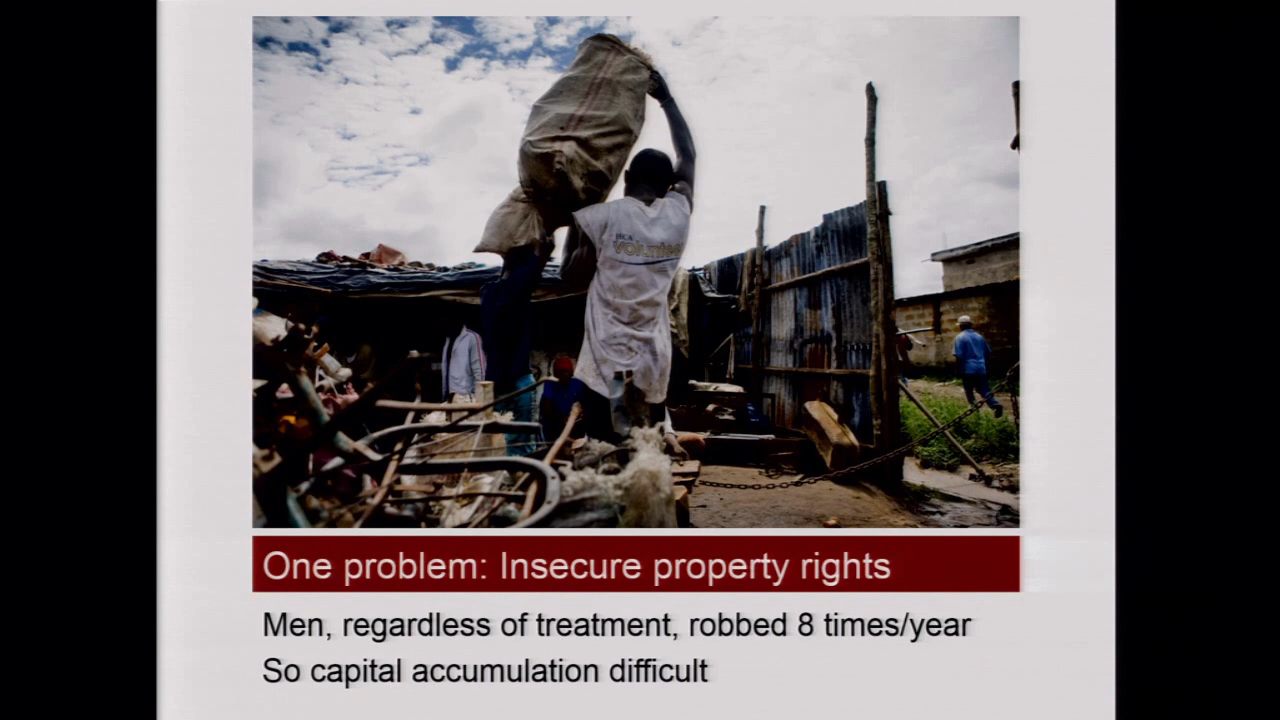 One problem: Insecure property rights
Men, regardless of treatment, robbed 8 times/year
So capital accumulation difficult